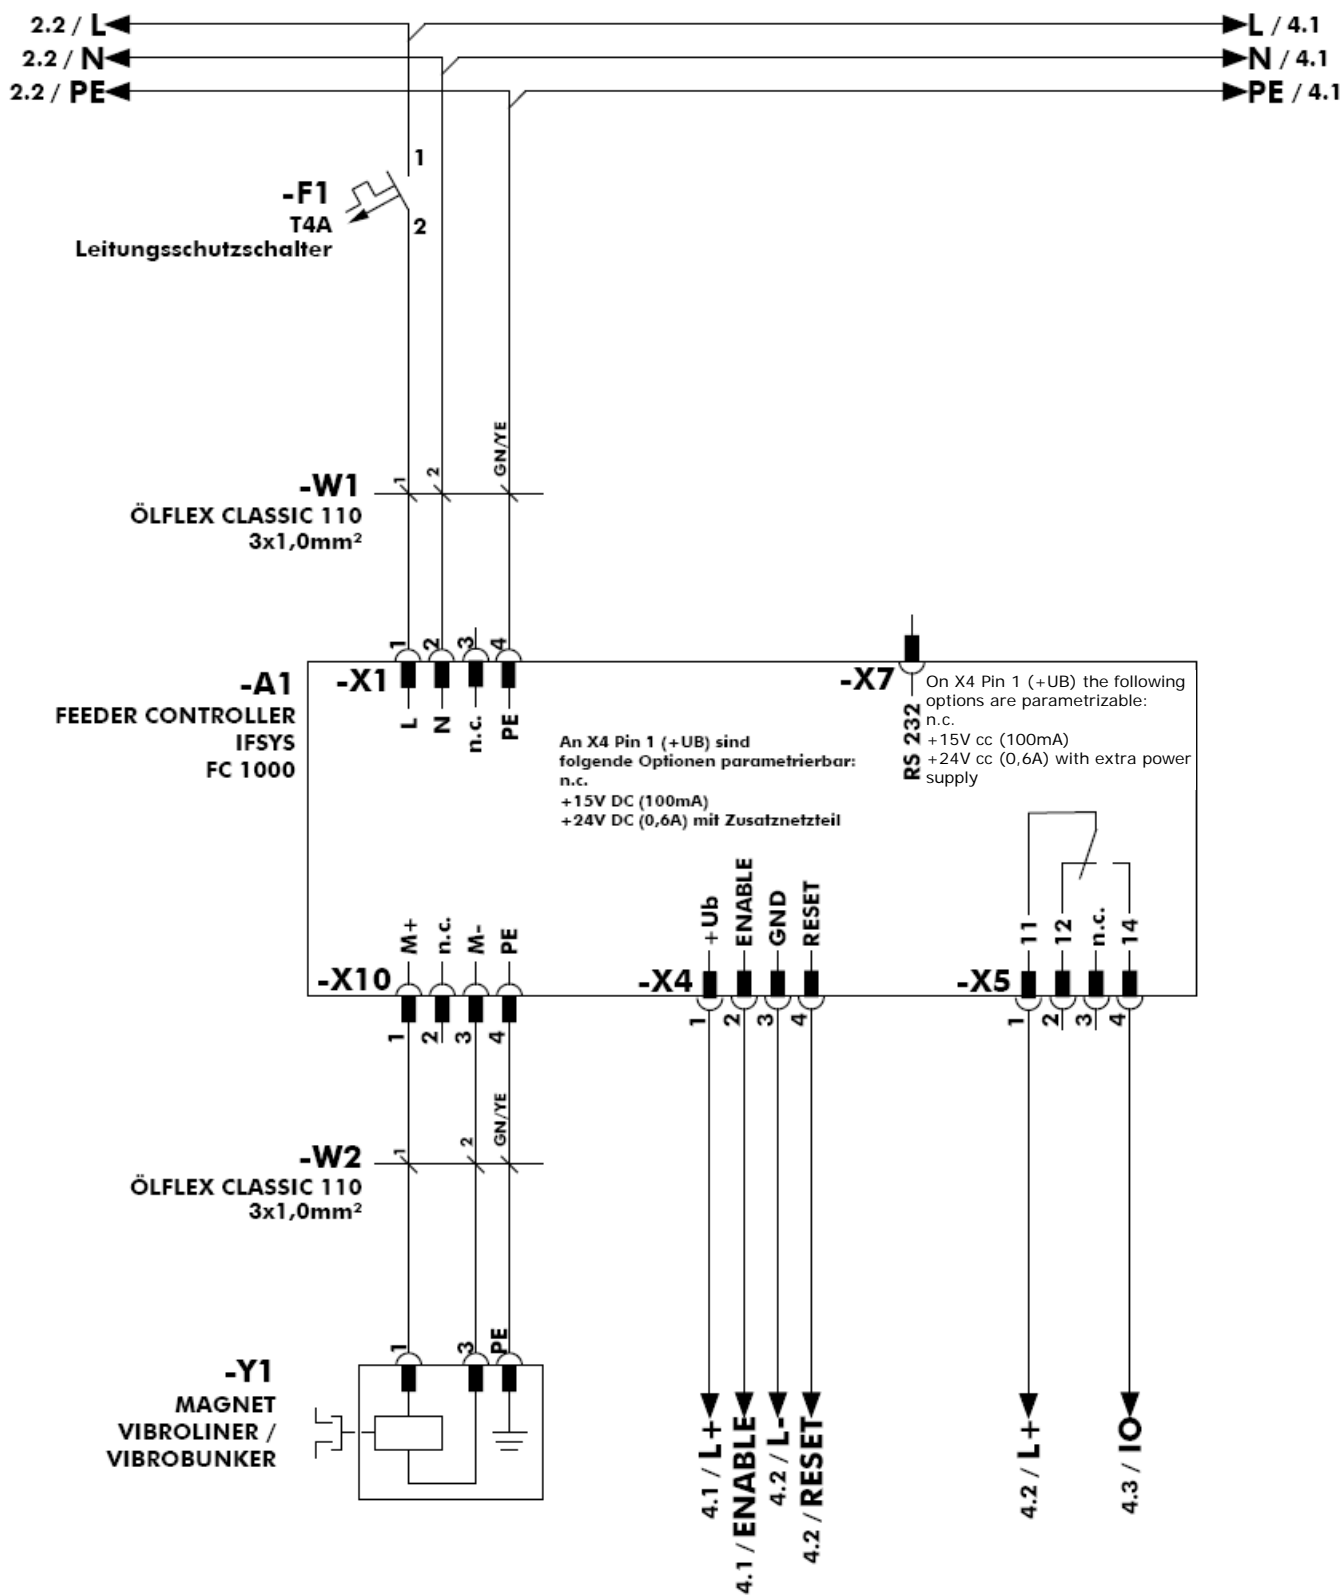 2.2 / L
L / 4.1
2.2 / N
N / 4.1
2.2 / PE
PE / 4.1
1
-F1
T4A
2
Leitungsschutzschalter
1
2
GN/YE
-W1
ÖLFLEX CLASSIC 110
3x1,0mm²
1
2
3
4
-A1
FEEDER CONTROLLER
IFSYS
FC 1000
-X1
L
N
n.c.
PE
-X7
RS 232
On X4 Pin 1 (+UB) the following
options are parametrizable:
n.c.
+15V cc (100mA)
+24V cc (0,6A) with extra power
supply
An X4 Pin 1 (+UB) sind
folgende Optionen parametrierbar:
n.c.
+15V DC (100mA)
+24V DC (0,6A) mit Zusatznetzteil
M+
n.c.
M-
PE
+Ub
ENABLE
GND
RESET
11
12
n.c.
14
-X10
-X4
-X5
1
2
3
4
1
2
3
4
1
2
3
4
1
2
GN/YE
-W2
ÖLFLEX CLASSIC 110
3x1,0mm²
1
3
PE
-Y1
MAGNET
VIBROLINER /
VIBROBUNKER
4.1 / L+
4.1 / ENABLE
4.2 / L-
4.2 / RESET
4.2 / L+
4.3 / IO